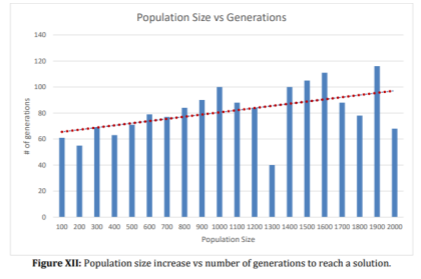 Population Size vs Generations
140
120
100
80
60
40
20
0
# of generations
100 200 300 400 500 600 700 800 900 1000 1100 1200 1300 1400 1500 1600 1700 1800 1900 2000
Population Size
Figure XII: Population size increase vs number of generations to reach a solution.